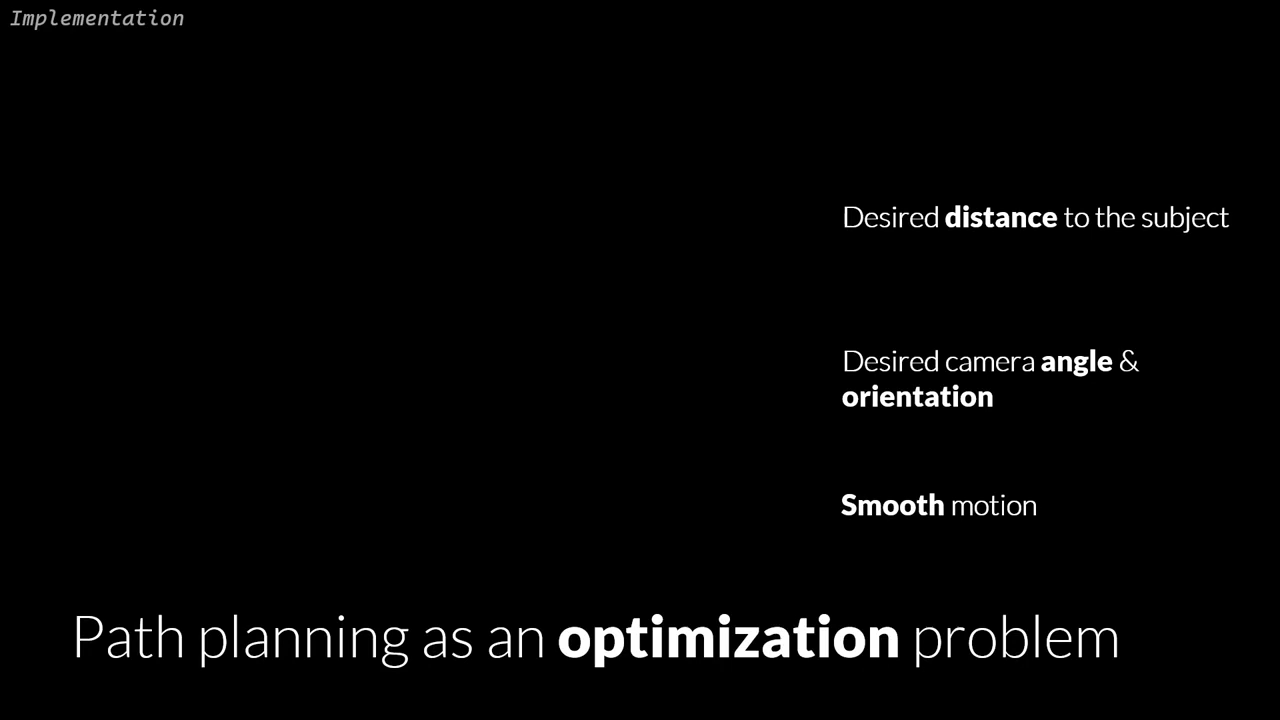 Implementation
Desired distance to the subject
Desired camera angle &
orientation
Smooth motion
Path planning as an optimization problem